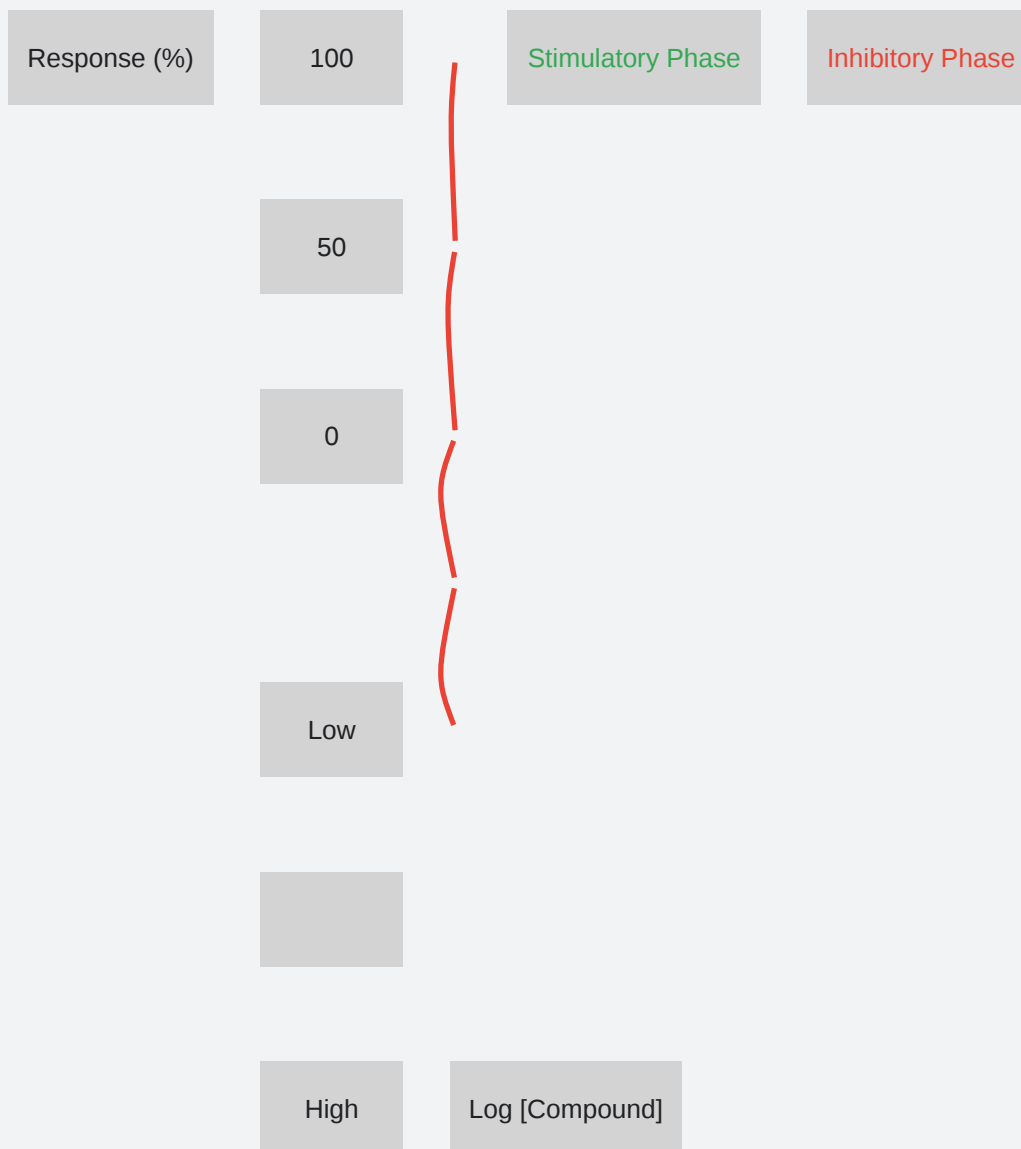 Response (%)
100
Stimulatory Phase
Inhibitory Phase
50
0
Low
High
Log [Compound]